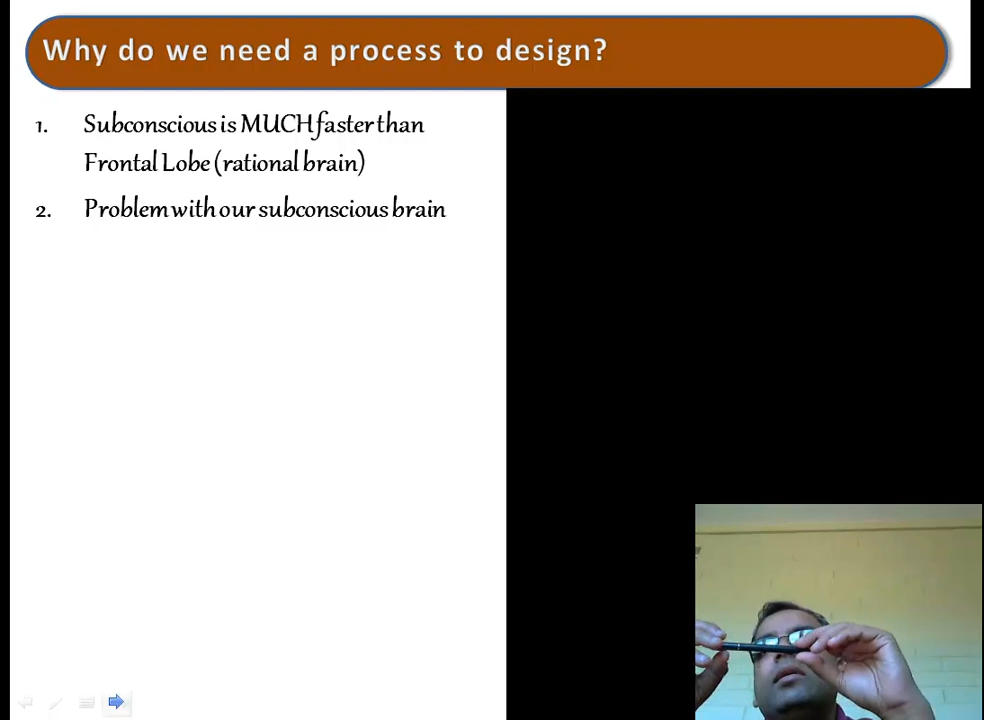 Why do we need a process to design?
1. Subconscious is MUCH faster than
Frontal Lobe (rational brain)
2. Problem with our subconscious brain